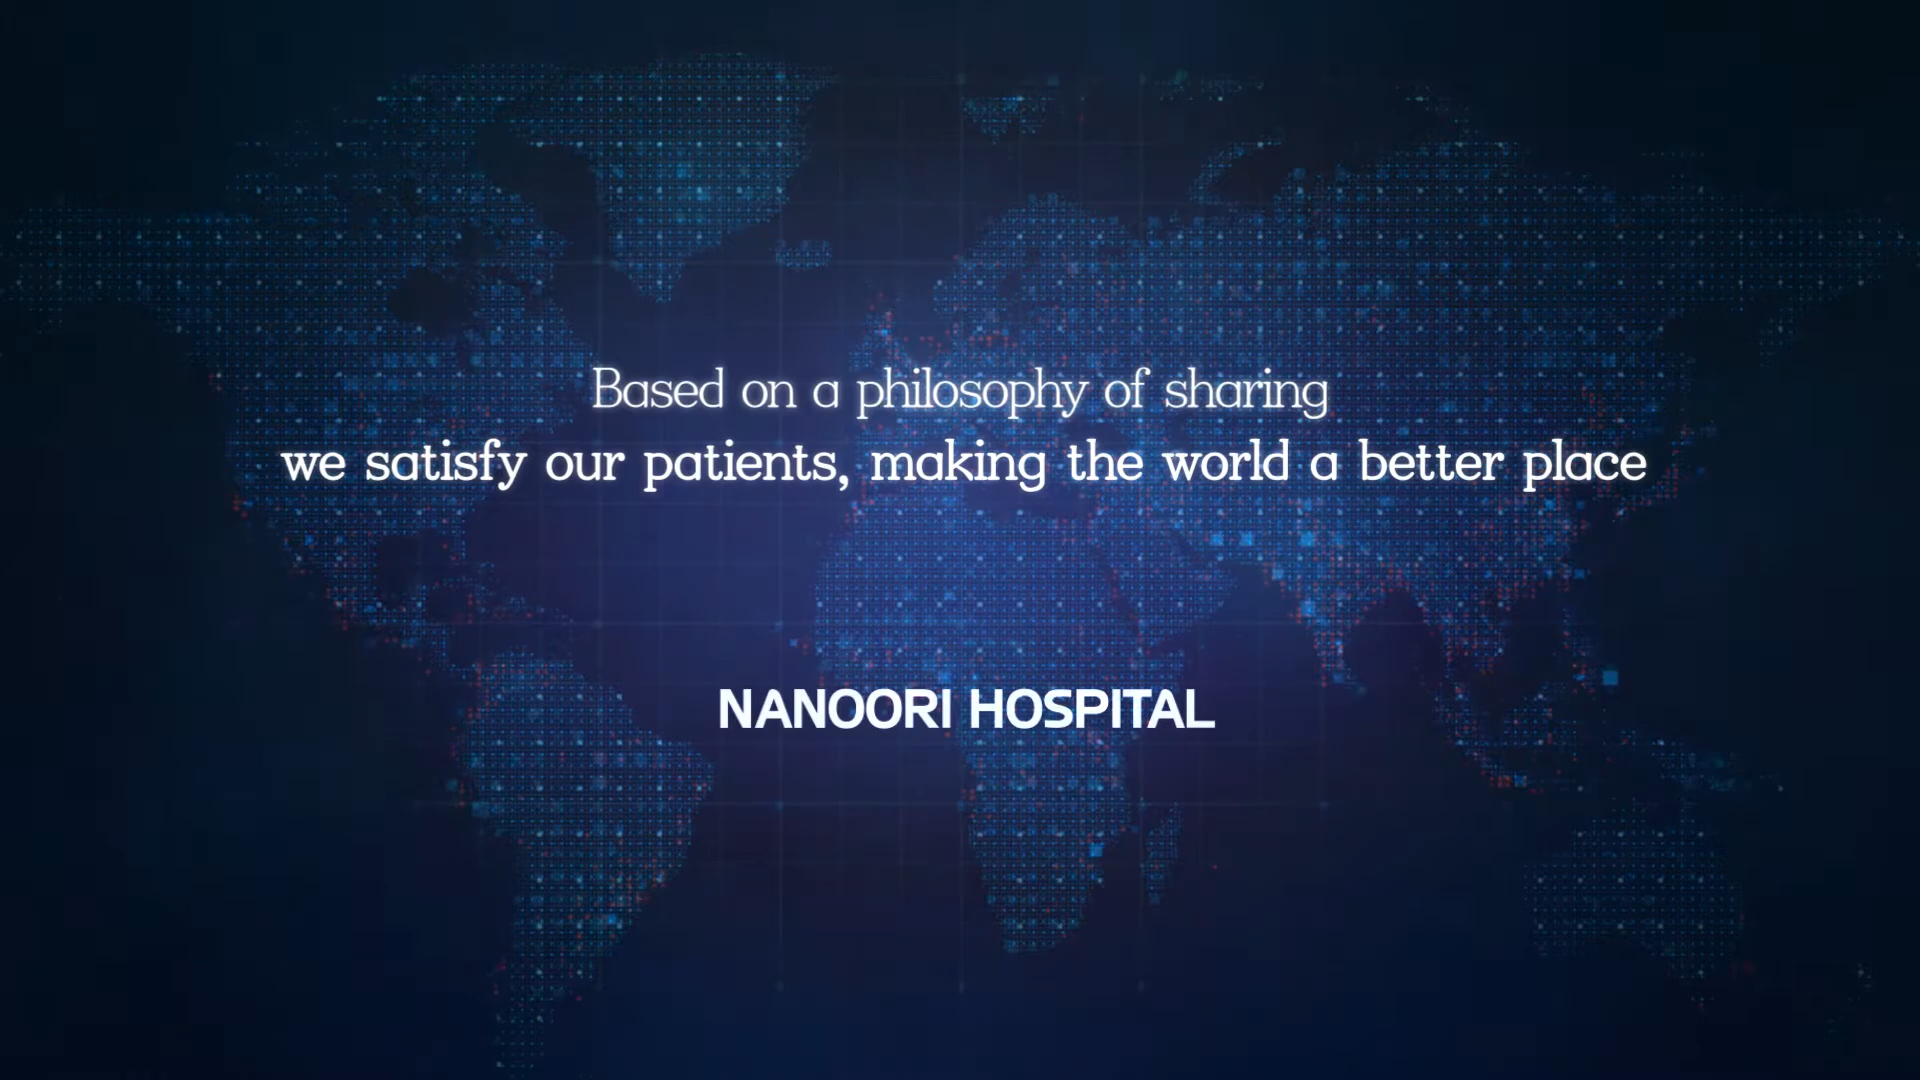 Based on a philosophy of sharing
we satisfy our patients, making the world a better place
NANOORI HOSPITAL